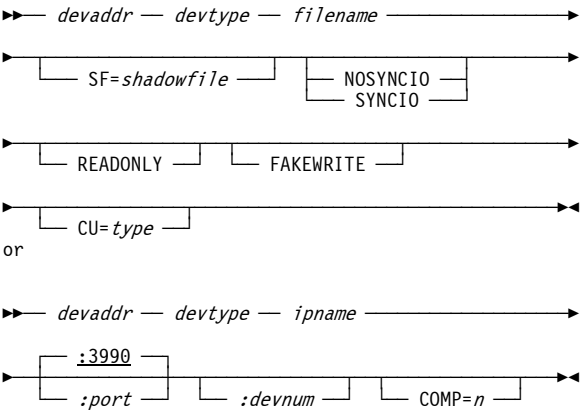 devaddr devtype filename
SF=shadowfile NOSYNCIO
SYNCIO
READONLY FAKEWRITE
CU=type
or
devaddr devtype ipname
:3990
:port :devnum COMP=n